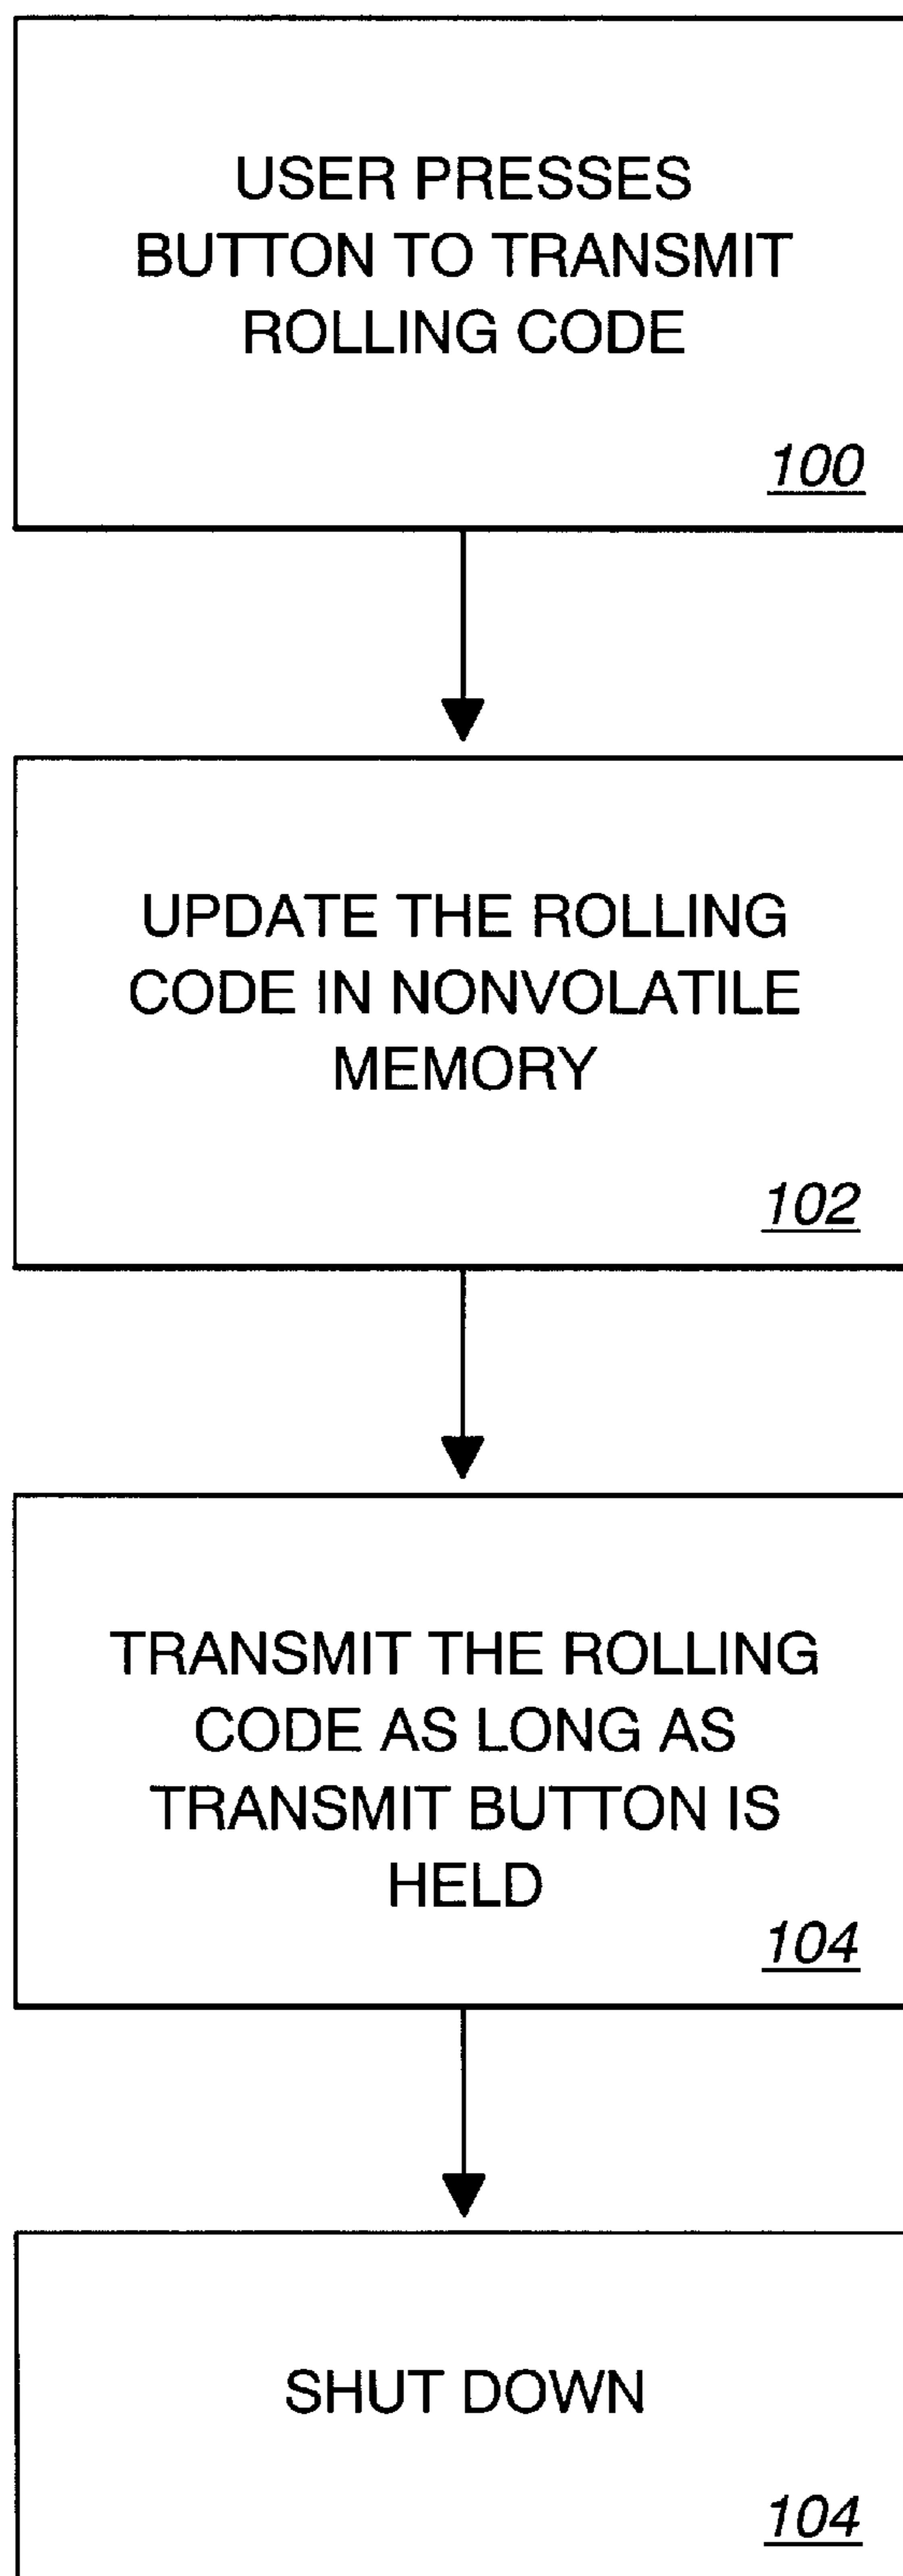 USER PRESSES
BUTTON TO TRANSMIT
ROLLING CODE
100
UPDATE THE ROLLING
CODE IN NONVOLATILE
MEMORY
102
TRANSMIT THE ROLLING
CODE AS LONG AS
TRANSMIT BUTTON IS
HELD
104
SHUT DOWN
104